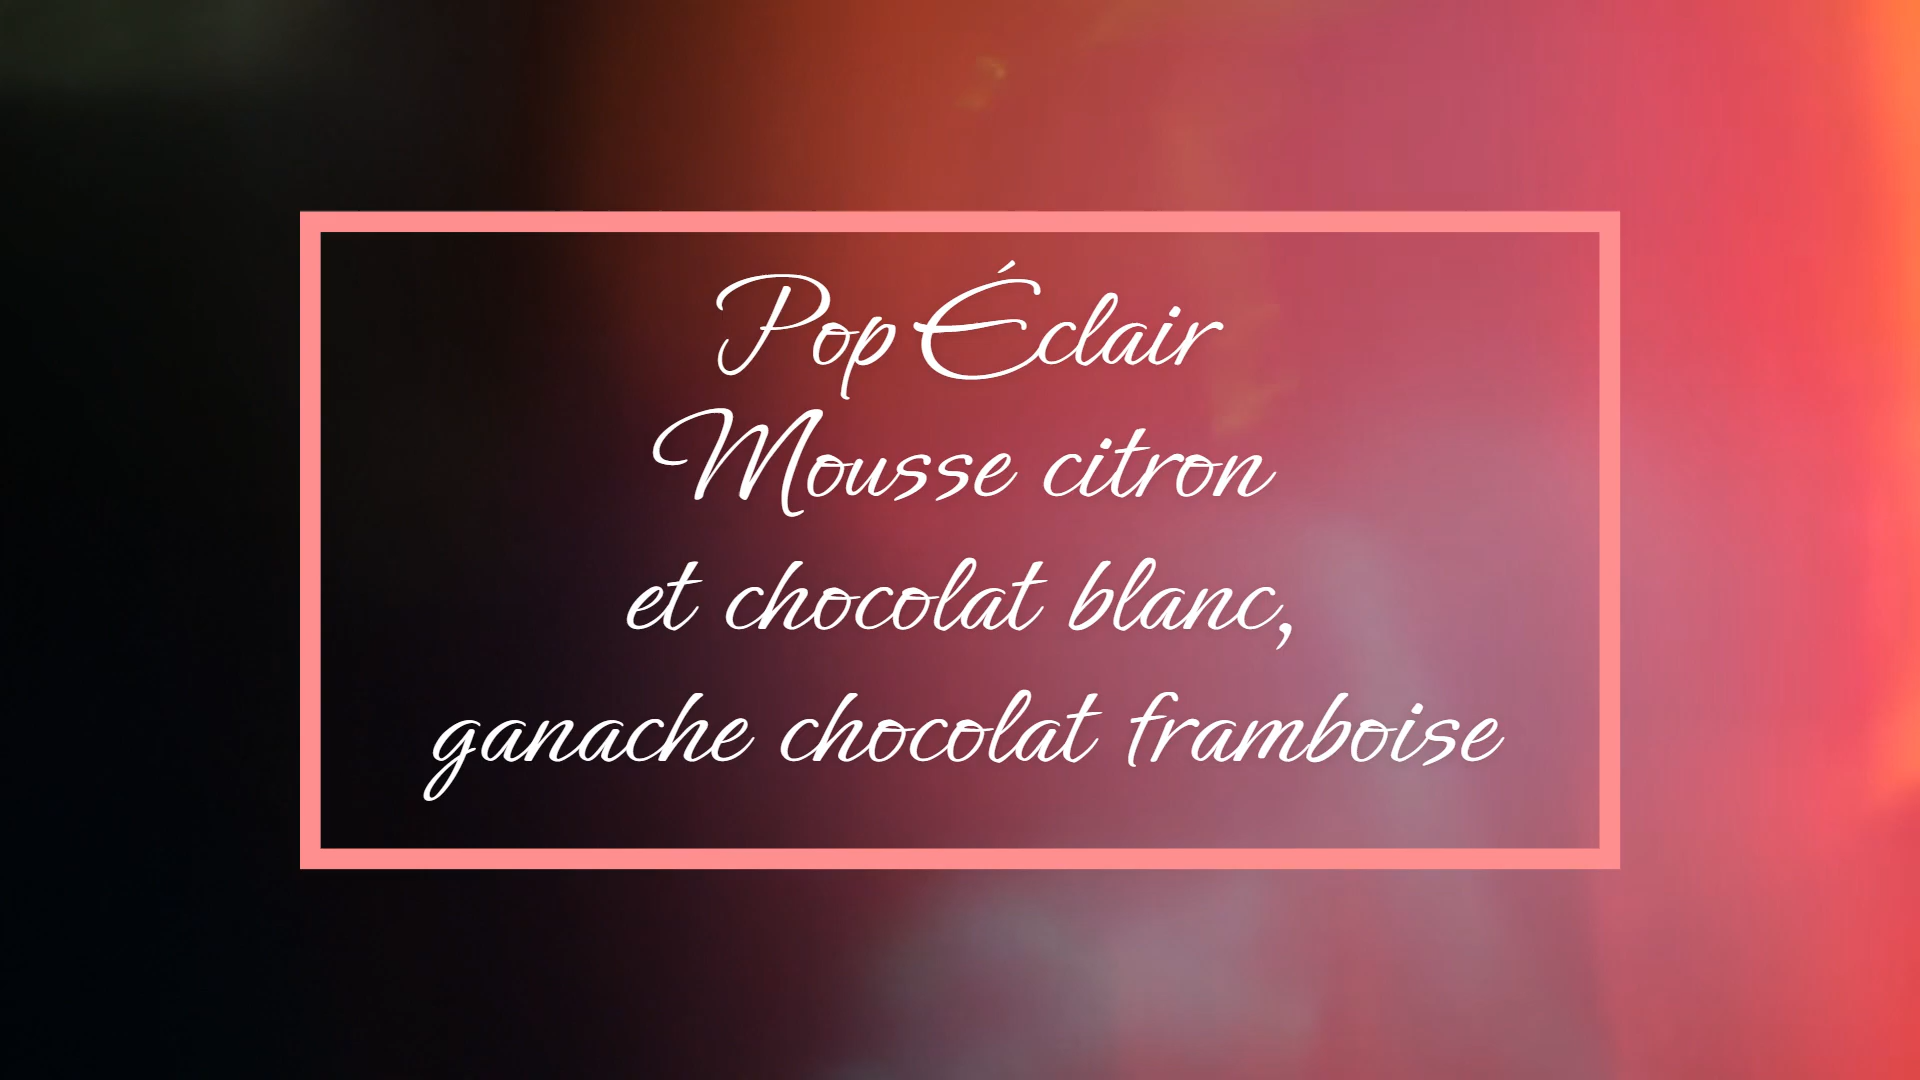 Pop Éclair
Mousse citron
et chocolat blanc,
ganache chocolat framboise